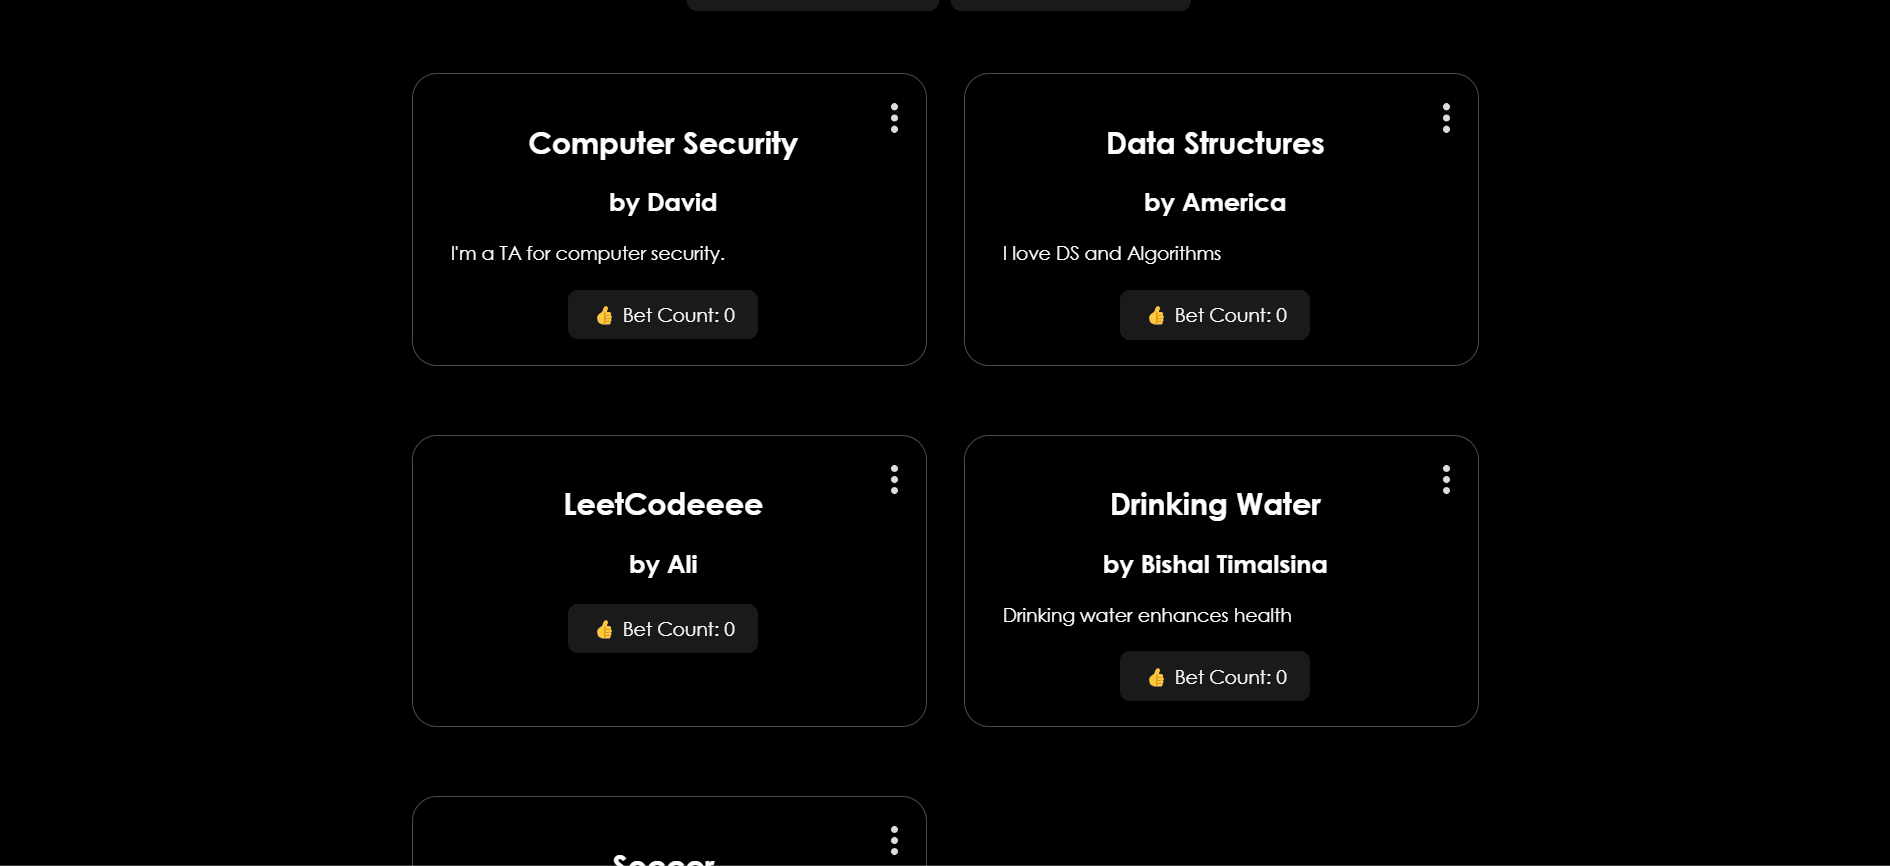 Computer Security
by David
I'm a TA for computer security.
👍 Bet Count: 0
Data Structures
by America
I love DS and Algorithms
👍 Bet Count: 0
LeetCodeeee
by Ali
👍 Bet Count: 0
Drinking Water
by Bishal Timalsina
Drinking water enhances health
👍 Bet Count: 0
Soccer